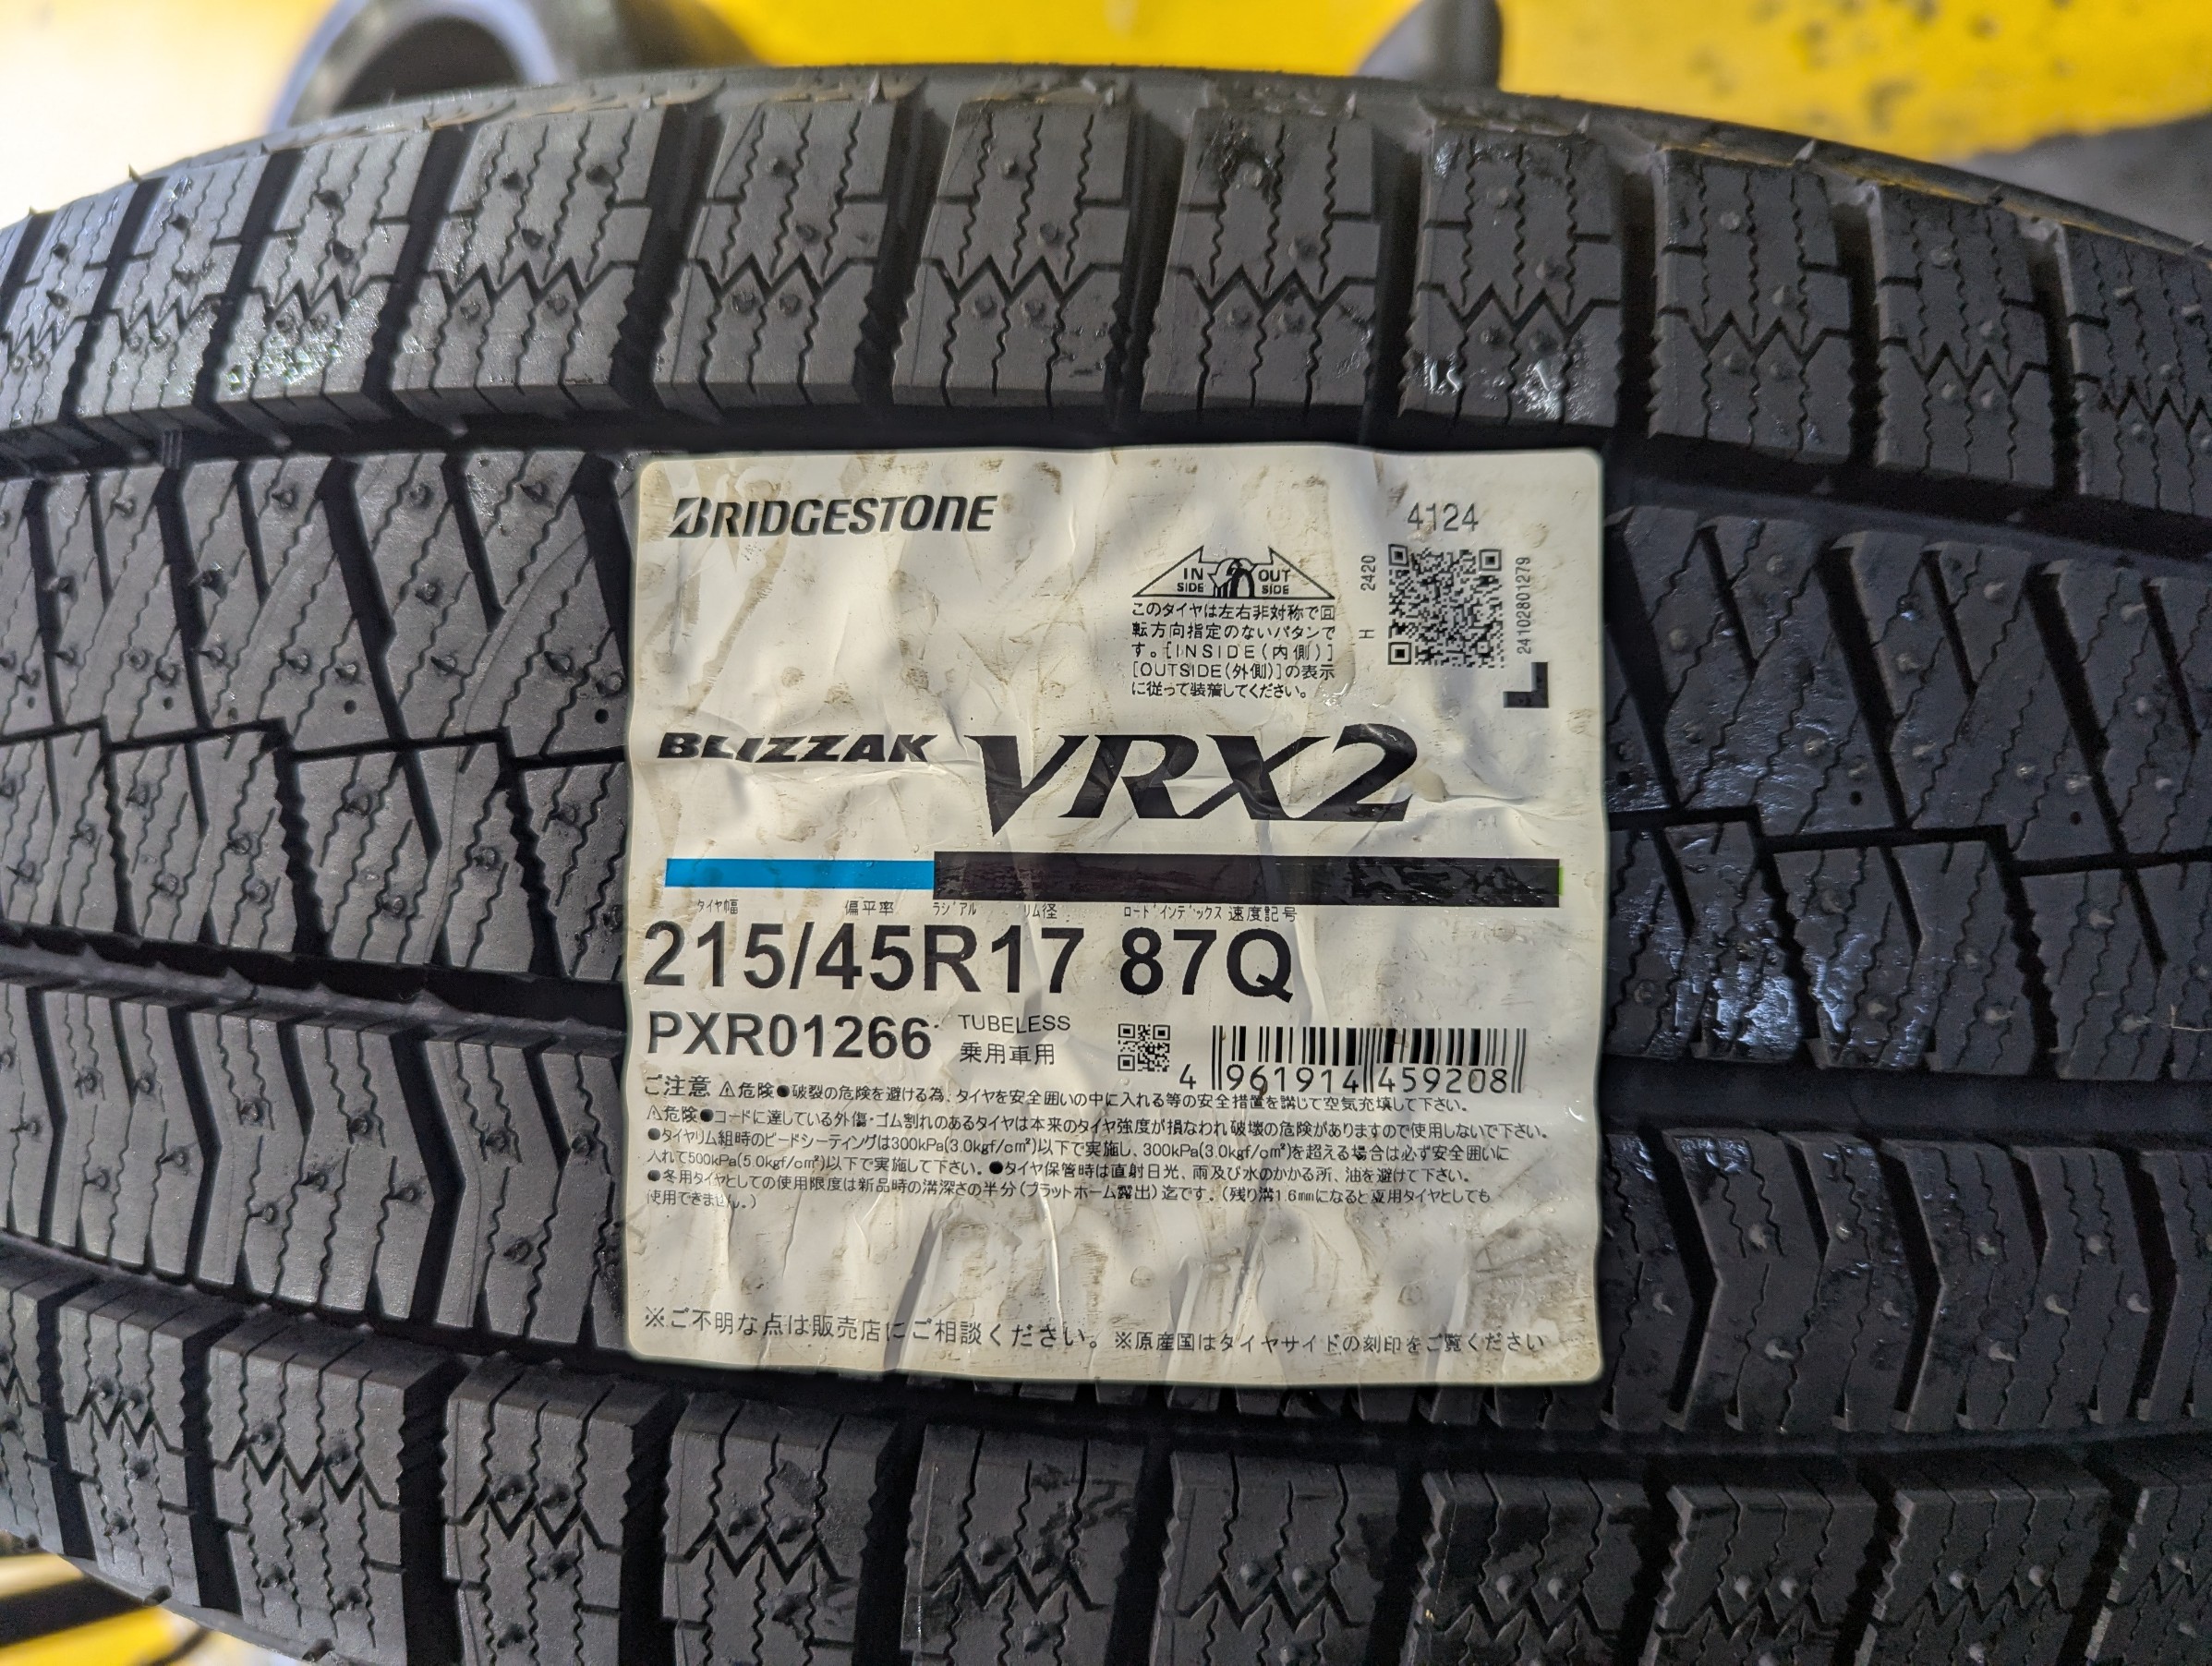 BRIDGESTONE
4124
IN SIDE OUT SIDE
このタイヤは左右非対称で回
転方向指定のないパタンで
す。[INSIDE(内側)]
[OUTSIDE(外側)]の表示
に従って装着してください。
H 2420
24102801279
L
BLIZZAK VRX2
タイヤ幅 偏平率 ラジアル リム径 ロードインデックス 速度記号
215/45R17 87Q
PXR01266 TUBELESS
乗用車用
4 961914 459208
ご注意 ⚠危険●破裂の危険を避ける為、タイヤを安全囲いの中に入れる等の安全措置を講じて空気充填して下さい。
⚠危険●コードに達している外傷・ゴム割れのあるタイヤは本来のタイヤ強度が損なわれ破壊の危険がありますので使用しないで下さい。
●タイヤリム組時のビードシーティングは300kPa(3.0kgf/cm²)以下で実施し、300kPa(3.0kgf/cm²)を超える場合は必ず安全囲いに
入れて500kPa(5.0kgf/cm²)以下で実施して下さい。●タイヤ保管時は直射日光、雨及び水のかかる所、油を避けて下さい。
●冬用タイヤとしての使用限度は新品時の溝深さの半分(プラットホーム露出)迄です。(残り溝1.6mmになると夏用タイヤとしても
使用できません。)
※ご不明な点は販売店にご相談ください。※原産国はタイヤサイドの刻印をご覧ください